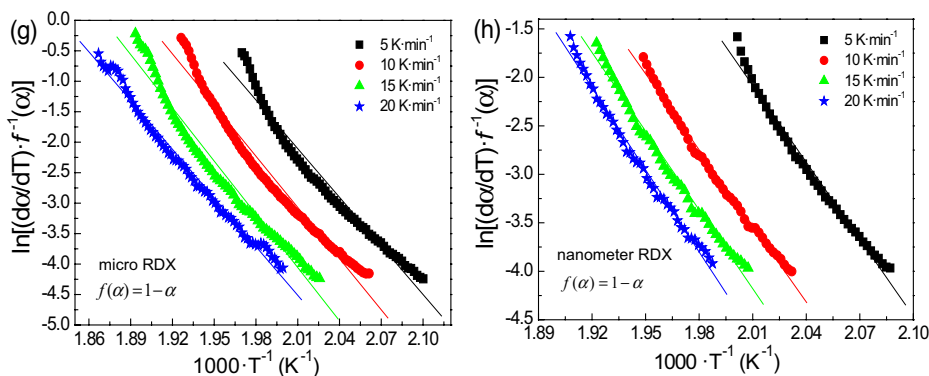 (g)
ln[(dα/dT)·f⁻¹(α)]
0.0
-0.5
-1.0
-1.5
-2.0
-2.5
-3.0
-3.5
-4.0
-4.5
-5.0
5 K·min⁻¹
10 K·min⁻¹
15 K·min⁻¹
20 K·min⁻¹
micro RDX
f(α)=1−α
1.86 1.89 1.92 1.95 1.98 2.01 2.04 2.07 2.10
1000·T⁻¹ (K⁻¹)
(h)
ln[(dα/dT)·f⁻¹(α)]
-1.5
-2.0
-2.5
-3.0
-3.5
-4.0
-4.5
5 K·min⁻¹
10 K·min⁻¹
15 K·min⁻¹
20 K·min⁻¹
nanometer RDX
f(α)=1−α
1.89 1.92 1.95 1.98 2.01 2.04 2.07 2.10
1000·T⁻¹ (K⁻¹)